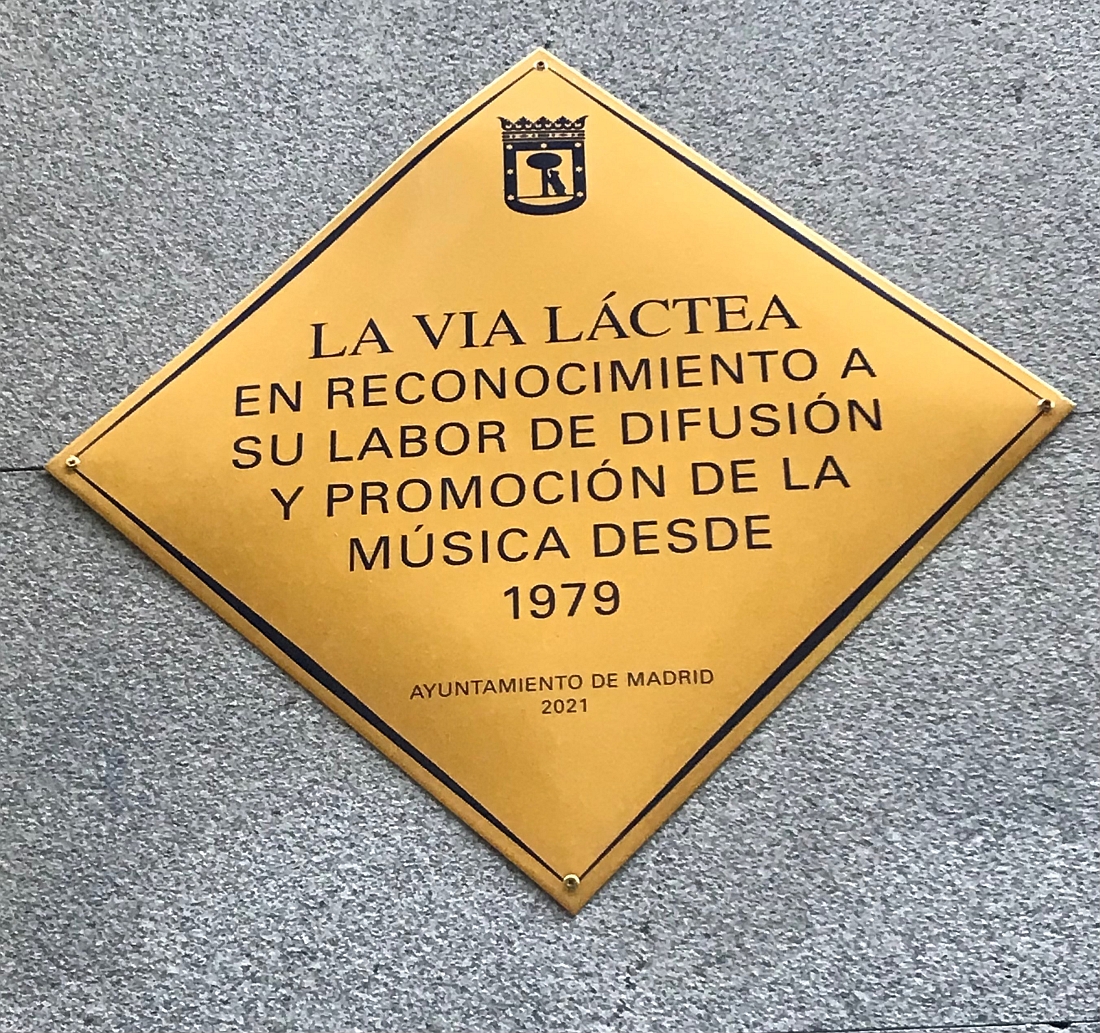 LA VIA LÁCTEA
EN RECONOCIMIENTO A
SU LABOR DE DIFUSIÓN
Y PROMOCIÓN DE LA
MÚSICA DESDE
1979
AYUNTAMIENTO DE MADRID
2021